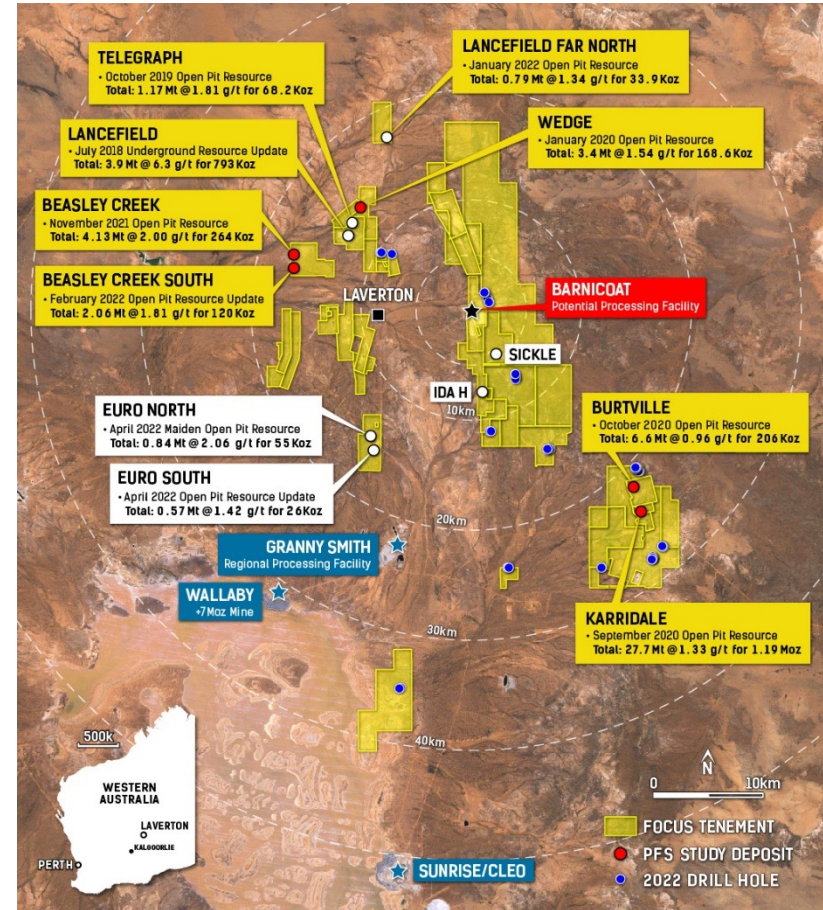 TELEGRAPH
• October 2019 Open Pit Resource
Total: 1.17 Mt @ 1.81 g/t for 68.2 Koz
LANCEFIELD FAR NORTH
• January 2022 Open Pit Resource
Total: 0.79 Mt @ 1.34 g/t for 33.9 Koz
LANCEFIELD
• July 2018 Underground Resource Update
Total: 3.9 Mt @ 6.3 g/t for 793 Koz
WEDGE
• January 2020 Open Pit Resource
Total: 3.4 Mt @ 1.54 g/t for 168.6 Koz
BEASLEY CREEK
• November 2021 Open Pit Resource
Total: 4.13 Mt @ 2.00 g/t for 264 Koz
BEASLEY CREEK SOUTH
• February 2022 Open Pit Resource Update
Total: 2.06 Mt @ 1.81 g/t for 120 Koz
LAVERTON
BARNICOAT
Potential Processing Facility
SICKLE
IDA H
10km
EURO NORTH
• April 2022 Maiden Open Pit Resource
Total: 0.84 Mt @ 2.06 g/t for 55 Koz
EURO SOUTH
• April 2022 Open Pit Resource Update
Total: 0.57 Mt @ 1.42 g/t for 26Koz
BURTVILLE
• October 2020 Open Pit Resource
Total: 6.6 Mt @ 0.96 g/t for 206 Koz
20km
GRANNY SMITH
Regional Processing Facility
WALLABY
+7Moz Mine
30km
KARRIDALE
• September 2020 Open Pit Resource
Total: 27.7 Mt @ 1.33 g/t for 1.19 Moz
40km
500k
WESTERN
AUSTRALIA
LAVERTON
KALGOORLIE
PERTH
N
0 10km
FOCUS TENEMENT
PFS STUDY DEPOSIT
2022 DRILL HOLE
SUNRISE/CLEO